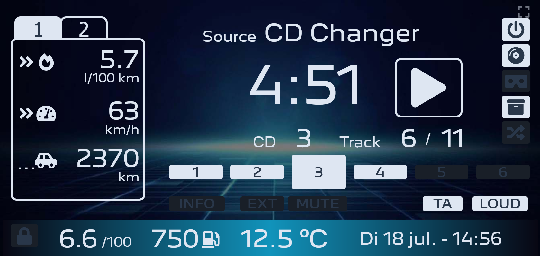 1 2
5.7
l/100 km
63
km/h
2370
km
Source CD Changer
4:51
CD 3 Track 6 / 11
1 2 3 4 5 6
INFO EXT MUTE TA LOUD
6.6 /100 750 12.5 °C Di 18 jul. - 14:56